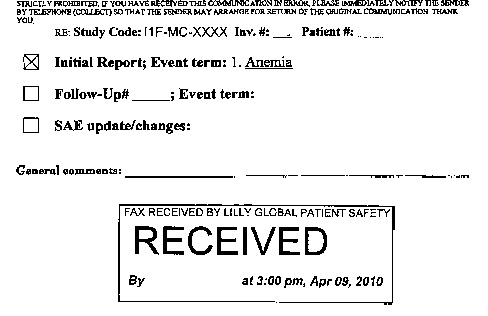 STRICTLY PROHIBITED. IF YOU HAVE RECEIVED THIS COMMUNICATION IN ERROR, PLEASE IMMEDIATELY NOTIFY THE SENDER
BY TELEPHONE (COLLECT) SO THAT THE SENDER MAY ARRANGE FOR RETURN OF THE ORIGINAL COMMUNICATION. THANK
YOU.
RE: Study Code: I1F-MC-XXXX Inv. #: ___ Patient #: ____
☒ Initial Report; Event term: 1. Anemia
☐ Follow-Up# _____; Event term:
☐ SAE update/changes:
General comments: ____________________
FAX RECEIVED BY LILLY GLOBAL PATIENT SAFETY
RECEIVED
By at 3:00 pm, Apr 09, 2010